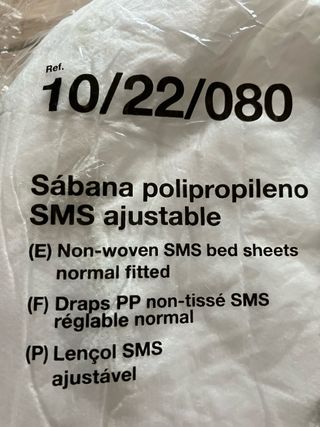 Ref.
10/22/080
Sábana polipropileno
SMS ajustable
(E) Non-woven SMS bed sheets
normal fitted
(F) Draps PP non-tissé SMS
réglable normal
(P) Lençol SMS
ajustável